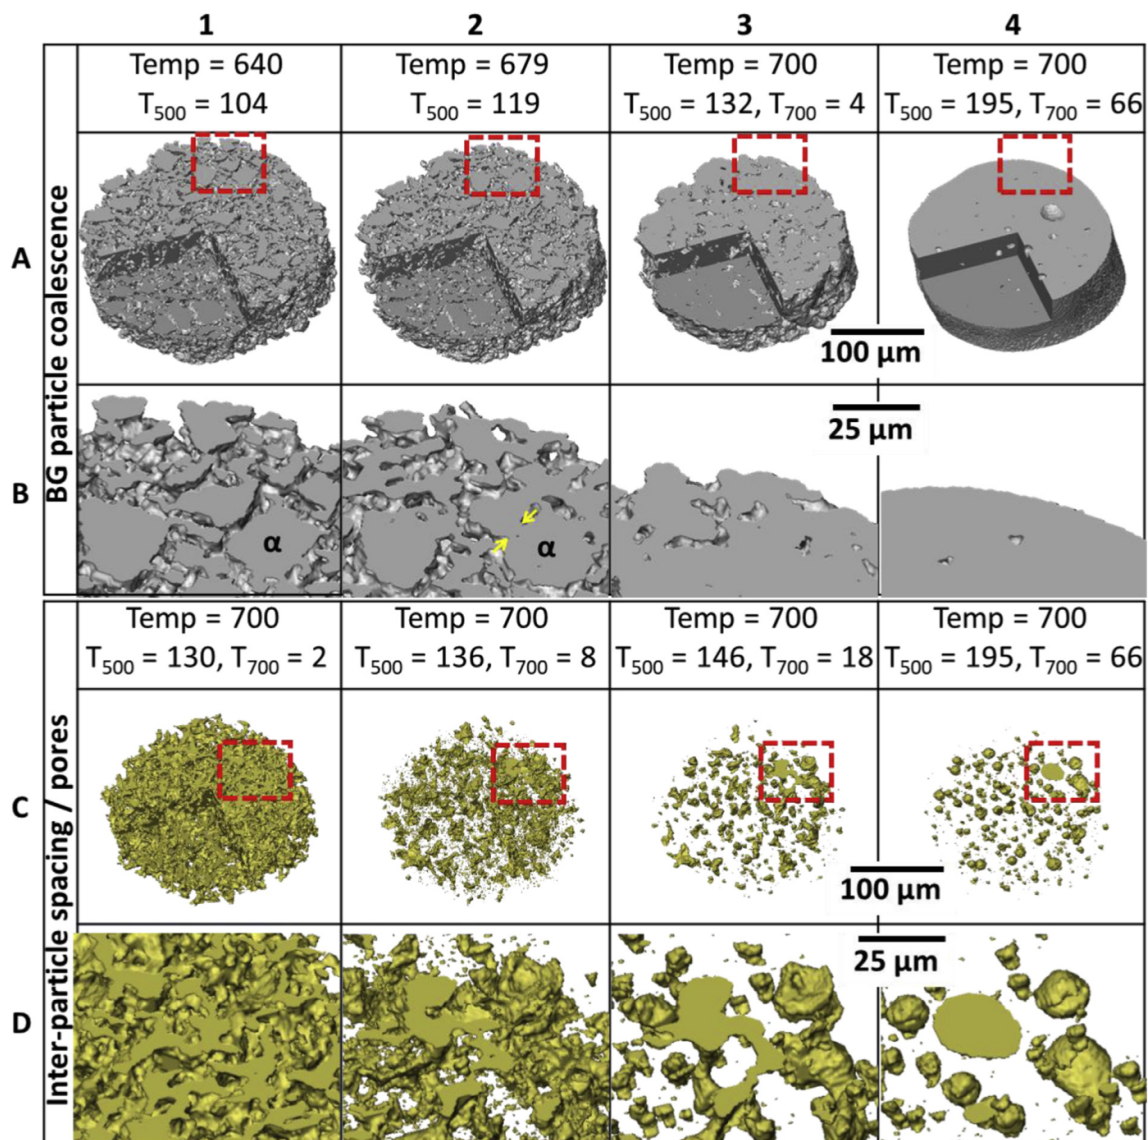 1 2 3 4
Temp = 640 Temp = 679 Temp = 700 Temp = 700
T500 = 104 T500 = 119 T500 = 132, T700 = 4 T500 = 195, T700 = 66
BG particle coalescence
A
100 µm
25 µm
B
α α
Temp = 700 Temp = 700 Temp = 700 Temp = 700
T500 = 130, T700 = 2 T500 = 136, T700 = 8 T500 = 146, T700 = 18 T500 = 195, T700 = 66
Inter-particle spacing / pores
C
100 µm
25 µm
D